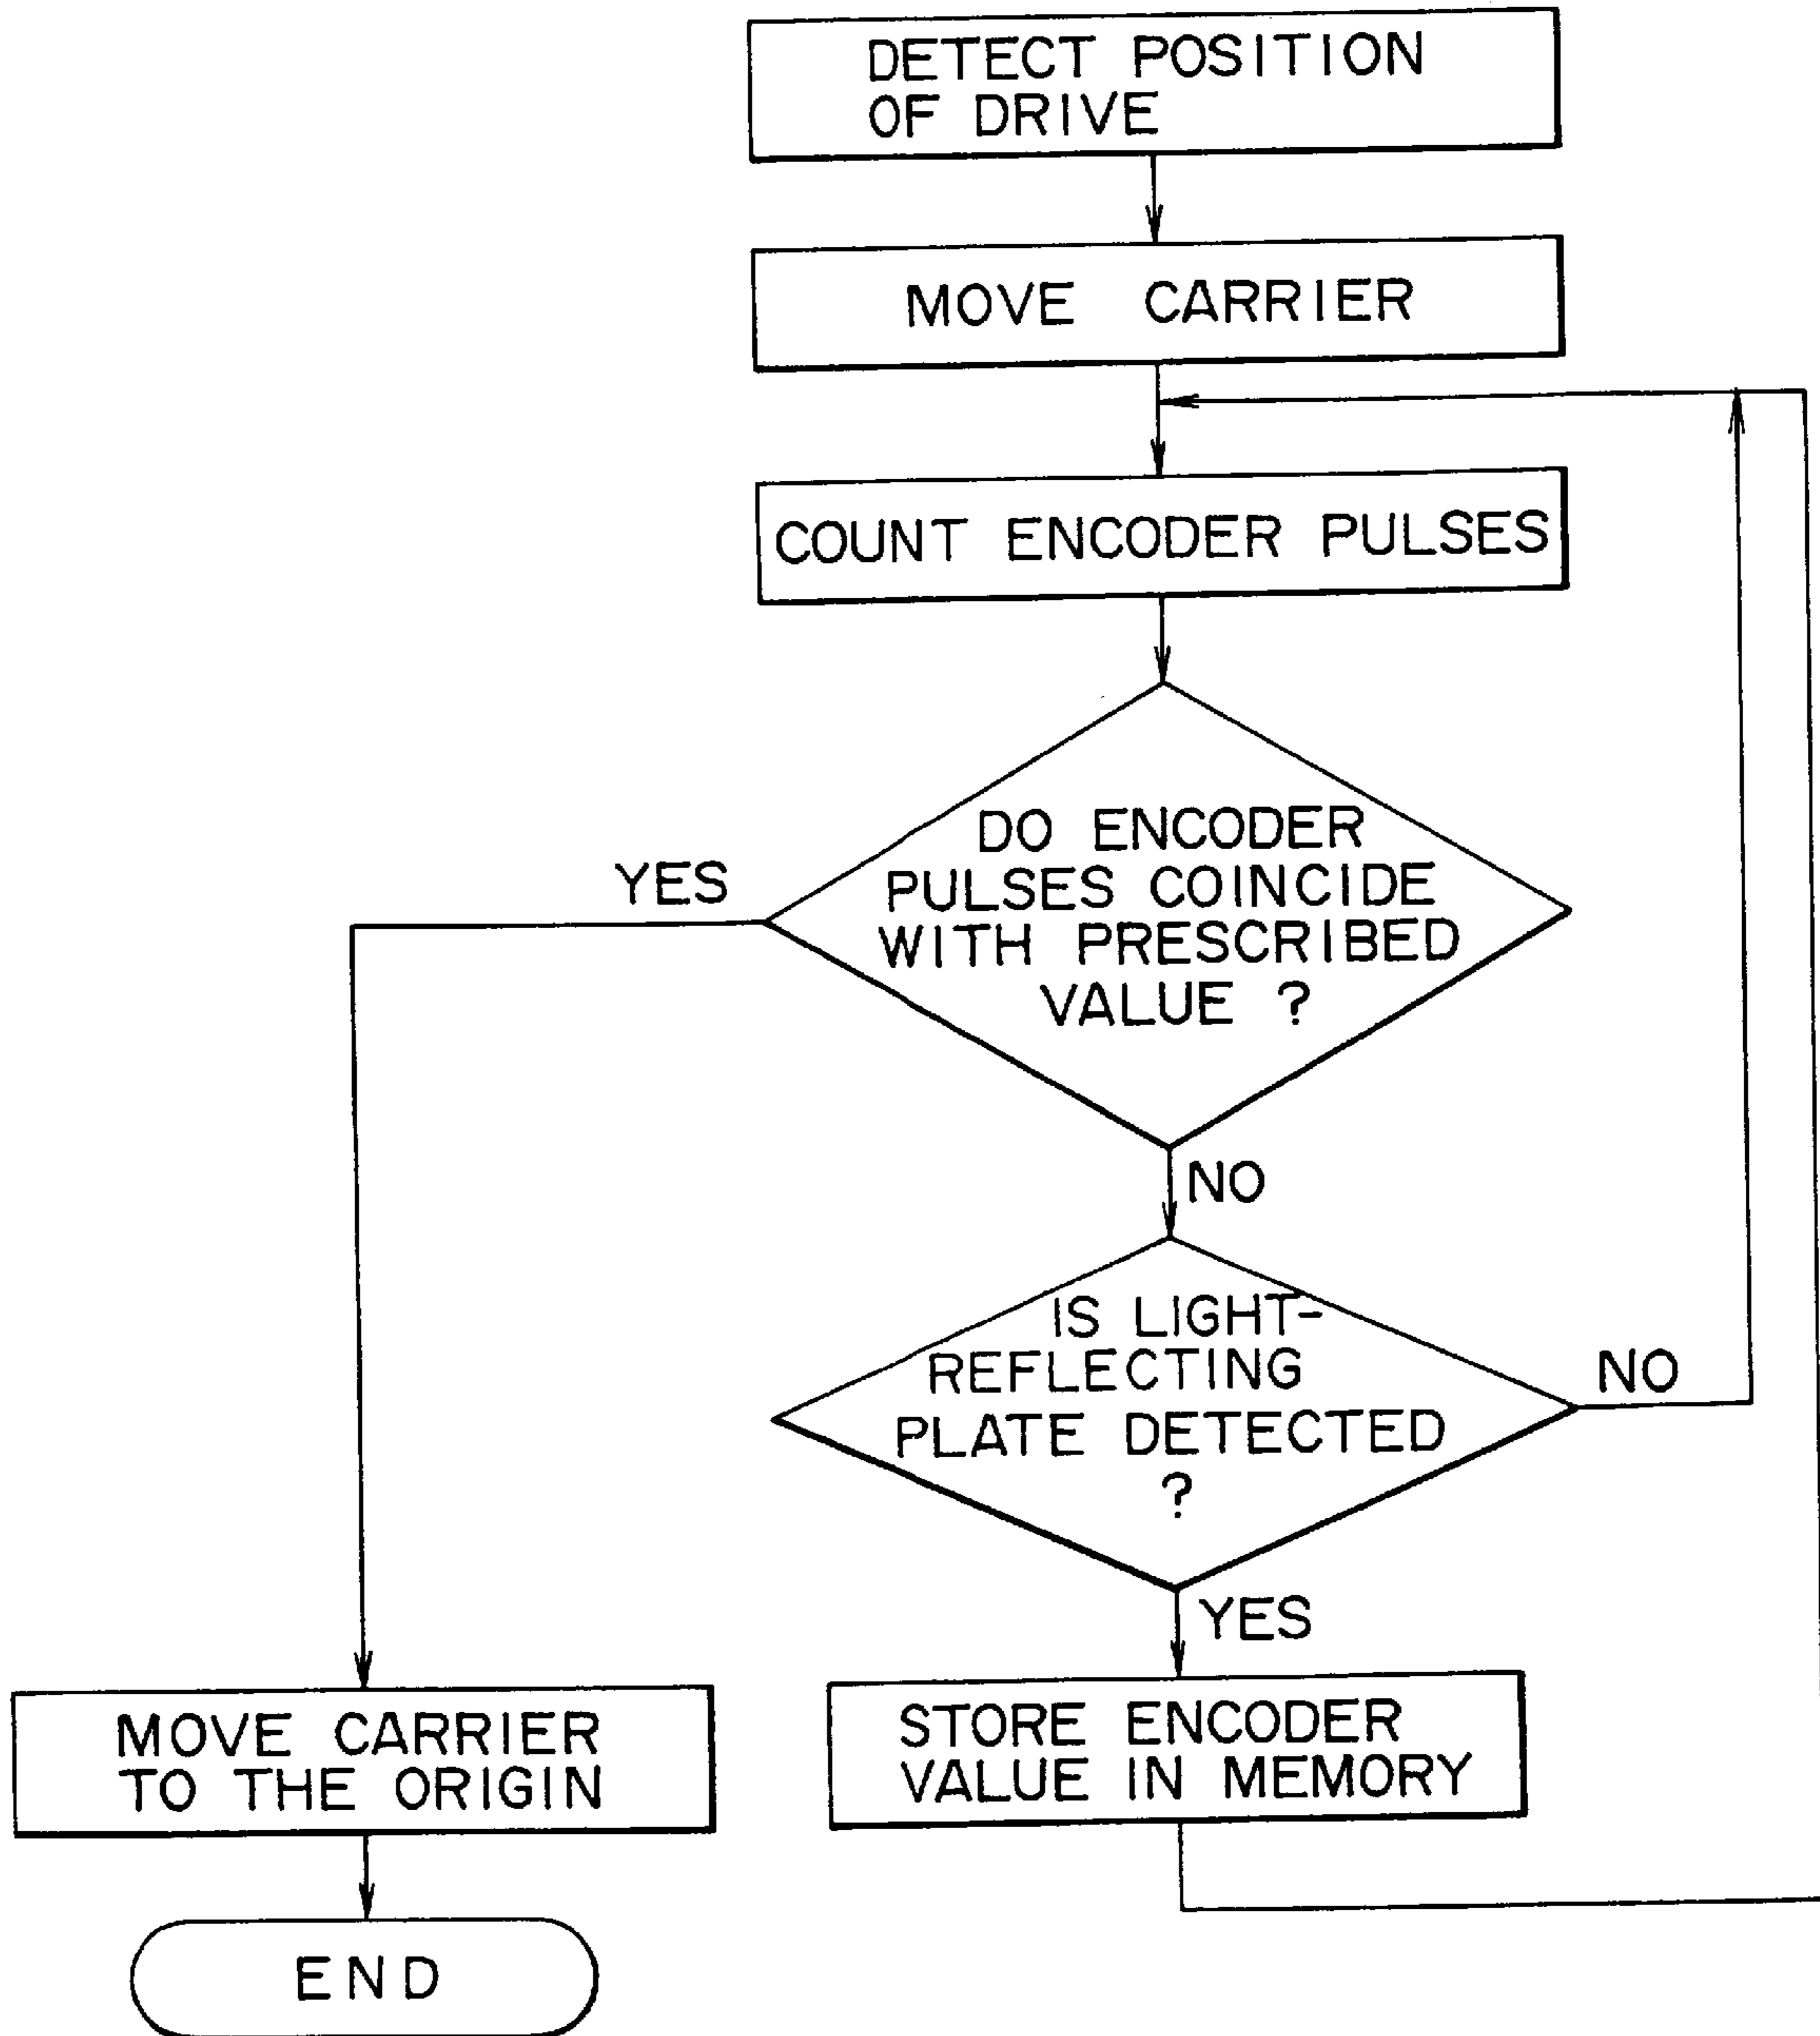 DETECT POSITION
OF DRIVE
MOVE CARRIER
COUNT ENCODER PULSES
DO ENCODER
PULSES COINCIDE
WITH PRESCRIBED
VALUE ?
YES
NO
IS LIGHT-
REFLECTING
PLATE DETECTED
?
NO
YES
MOVE CARRIER
TO THE ORIGIN
STORE ENCODER
VALUE IN MEMORY
END